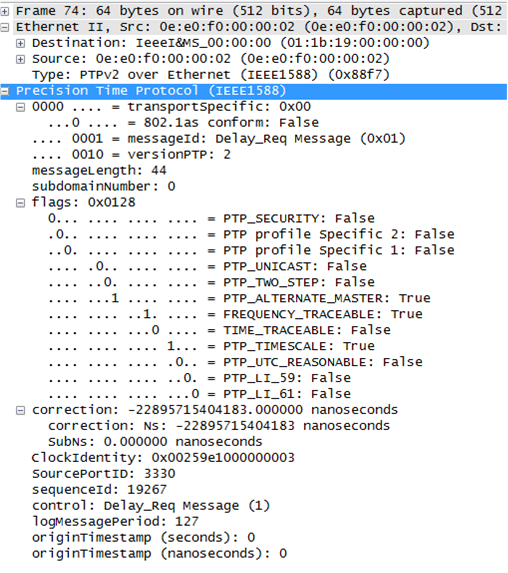 Frame 74: 64 bytes on wire (512 bits), 64 bytes captured (512
Ethernet II, Src: 0e:e0:f0:00:00:02 (0e:e0:f0:00:00:02), Dst:
Destination: IeeeI&MS_00:00:00 (01:1b:19:00:00:00)
Source: 0e:e0:f0:00:00:02 (0e:e0:f0:00:00:02)
Type: PTPv2 over Ethernet (IEEE1588) (0x88f7)
Precision Time Protocol (IEEE1588)
0000 .... = transportSpecific: 0x00
...0 .... = 802.1as conform: False
.... 0001 = messageId: Delay_Req Message (0x01)
.... 0010 = versionPTP: 2
messageLength: 44
subdomainNumber: 0
flags: 0x0128
0... .... .... .... = PTP_SECURITY: False
.0.. .... .... .... = PTP profile Specific 2: False
..0. .... .... .... = PTP profile Specific 1: False
.... .0.. .... .... = PTP_UNICAST: False
.... ..0. .... .... = PTP_TWO_STEP: False
.... ...1 .... .... = PTP_ALTERNATE_MASTER: True
.... .... ..1. .... = FREQUENCY_TRACEABLE: True
.... .... ...0 .... = TIME_TRACEABLE: False
.... .... .... 1... = PTP_TIMESCALE: True
.... .... .... .0.. = PTP_UTC_REASONABLE: False
.... .... .... ..0. = PTP_LI_59: False
.... .... .... ...0 = PTP_LI_61: False
correction: -22895715404183.000000 nanoseconds
correction: Ns: -22895715404183 nanoseconds
SubNs: 0.000000 nanoseconds
ClockIdentity: 0x00259e1000000003
SourcePortID: 3330
sequenceId: 19267
control: Delay_Req Message (1)
logMessagePeriod: 127
originTimestamp (seconds): 0
originTimestamp (nanoseconds): 0